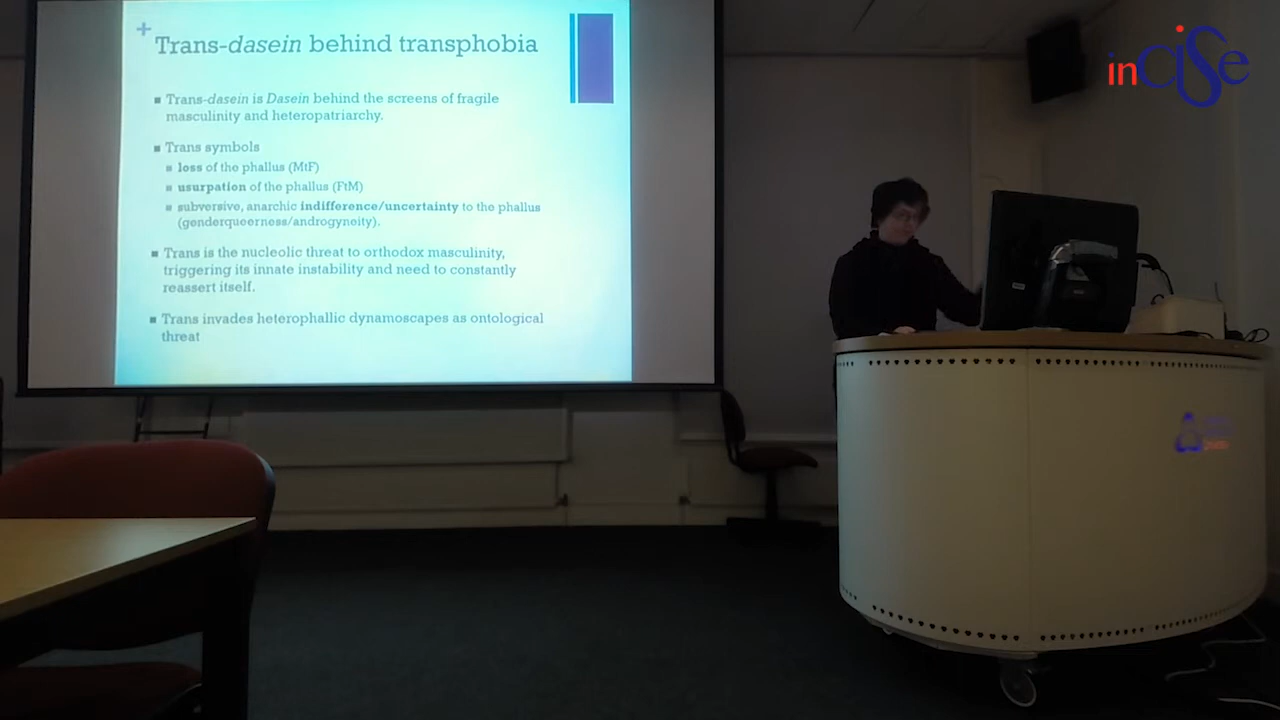 inCISe
Trans-dasein behind transphobia
Trans-dasein is Dasein behind the screens of fragile
masculinity and heteropatriarchy.
Trans symbols
loss of the phallus (MtF)
usurpation of the phallus (FtM)
subversive, anarchic indifference/uncertainty to the phallus
(genderqueerness/androgyneity).
Trans is the nucleolic threat to orthodox masculinity,
triggering its innate instability and need to constantly
reassert itself.
Trans invades heterophallic dynamoscapes as ontological
threat